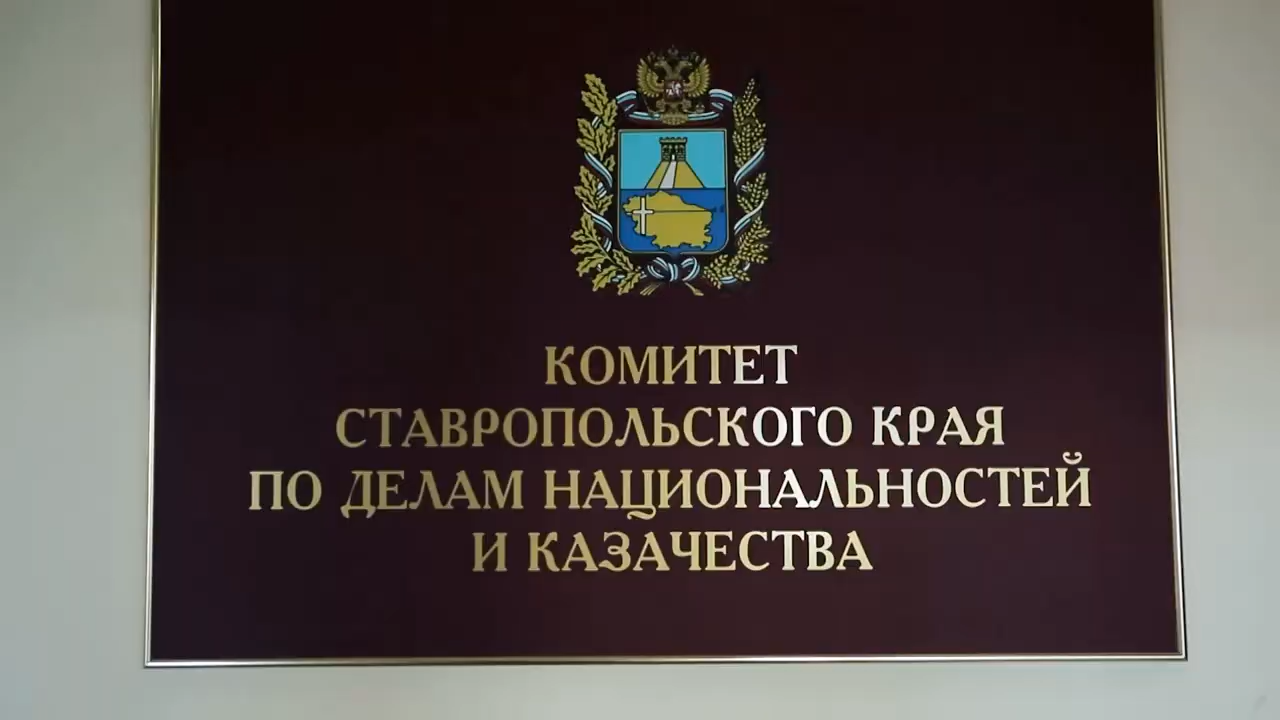 КОМИТЕТ
СТАВРОПОЛЬСКОГО КРАЯ
ПО ДЕЛАМ НАЦИОНАЛЬНОСТЕЙ
И КАЗАЧЕСТВА